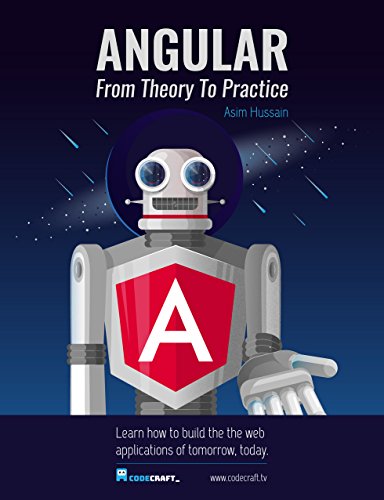 ANGULAR
From Theory To Practice
Asim Hussain
A
Learn how to build the the web
applications of tomorrow, today.
CODECRAFT_ www.codecraft.tv